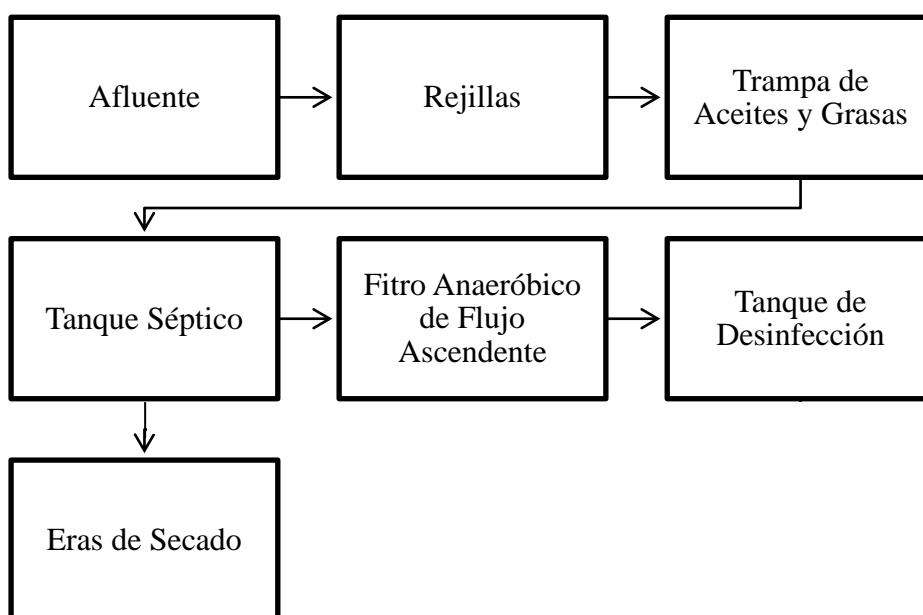 Afluente
Rejillas
Trampa de
Aceites y Grasas
Tanque Séptico
Fitro Anaeróbico
de Flujo
Ascendente
Tanque de
Desinfección
Eras de Secado